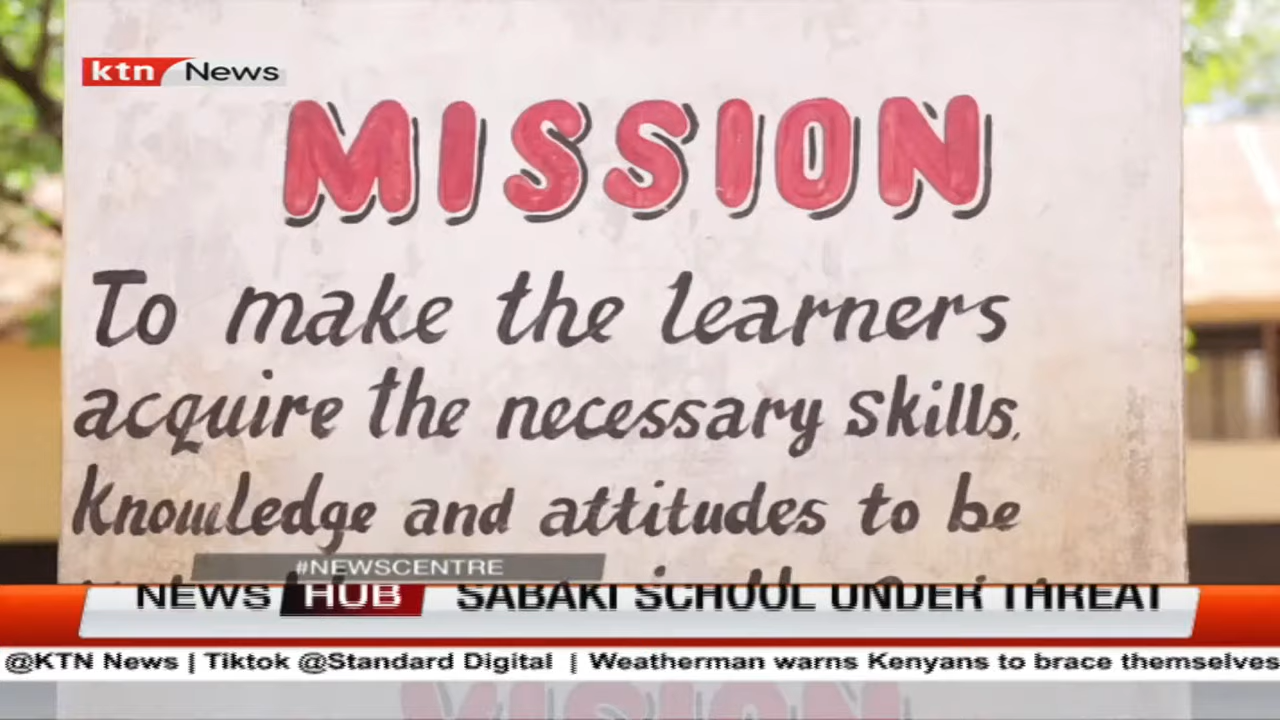 ktn News
MISSION
To make the learners
acquire the necessary skills,
knowledge and attitudes to be
#NEWSCENTRE
NEWS HUB SABAKI SCHOOL UNDER THREAT
@KTN News | Tiktok @Standard Digital | Weatherman warns Kenyans to brace themselves
VISION